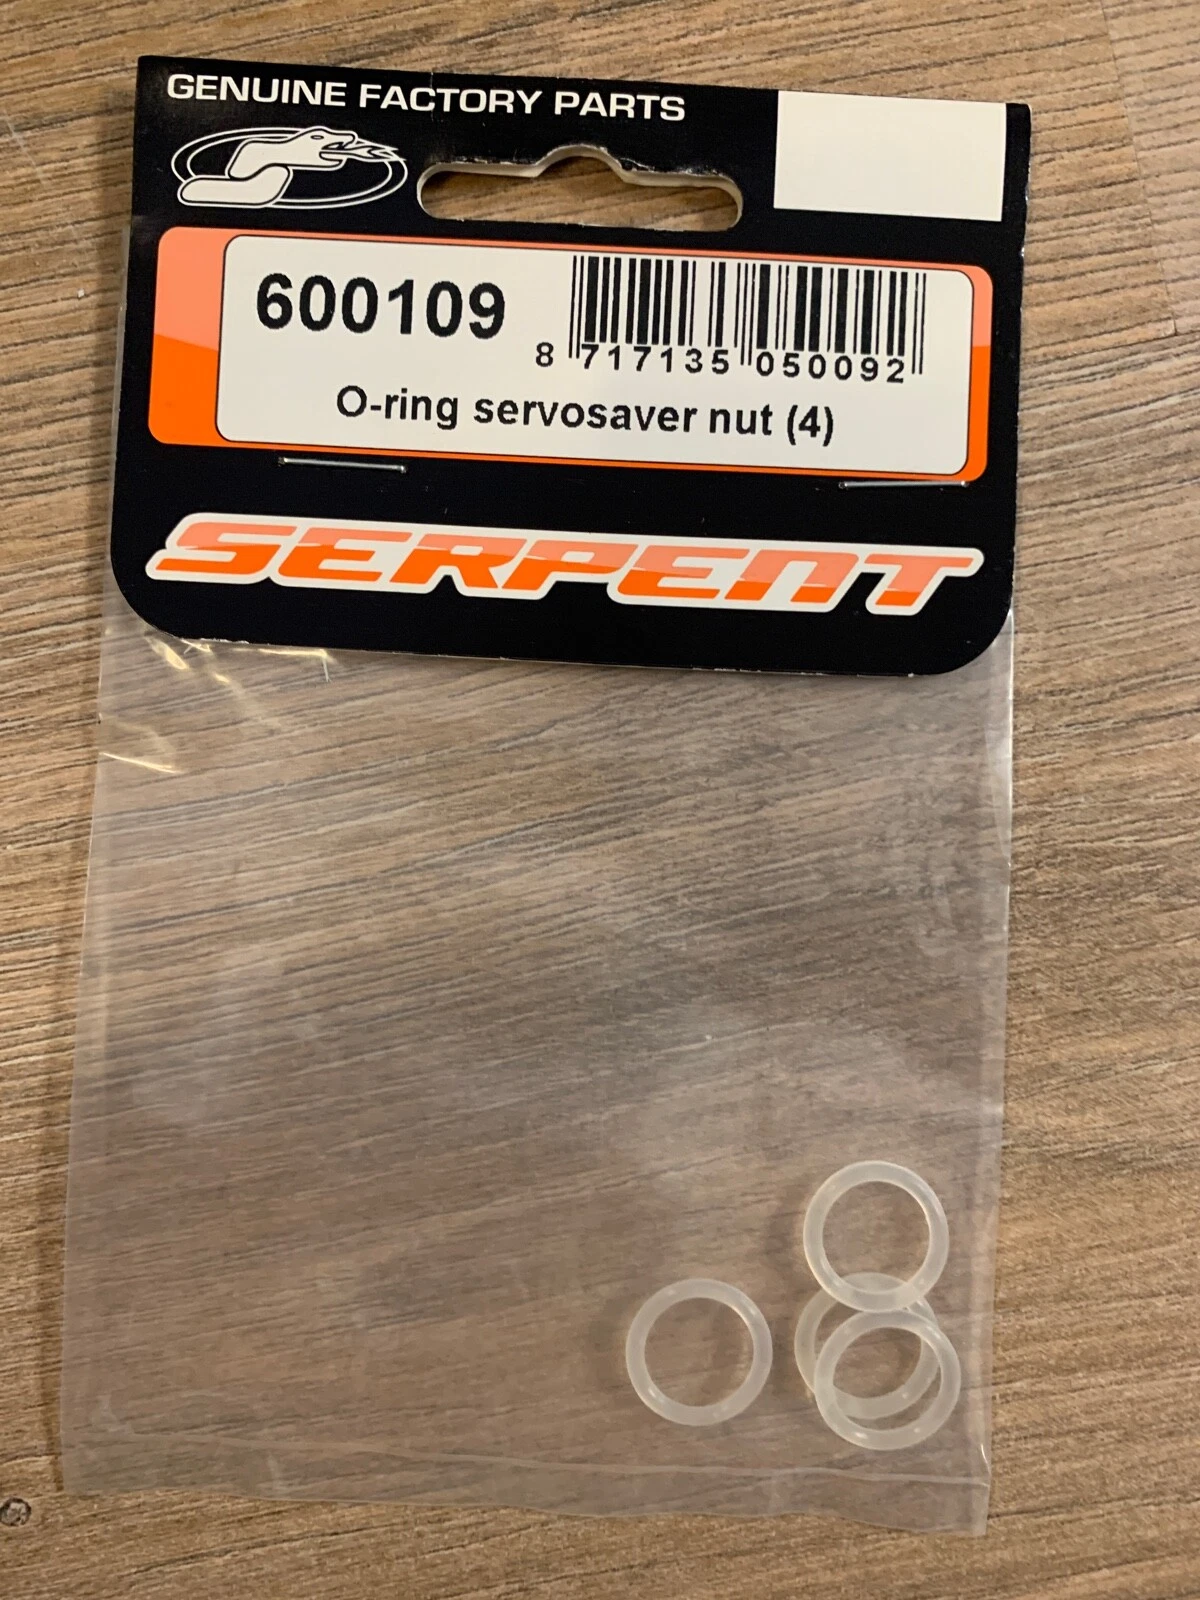 GENUINE FACTORY PARTS
600109
8 717135 050092
O-ring servosaver nut (4)
SERPENT